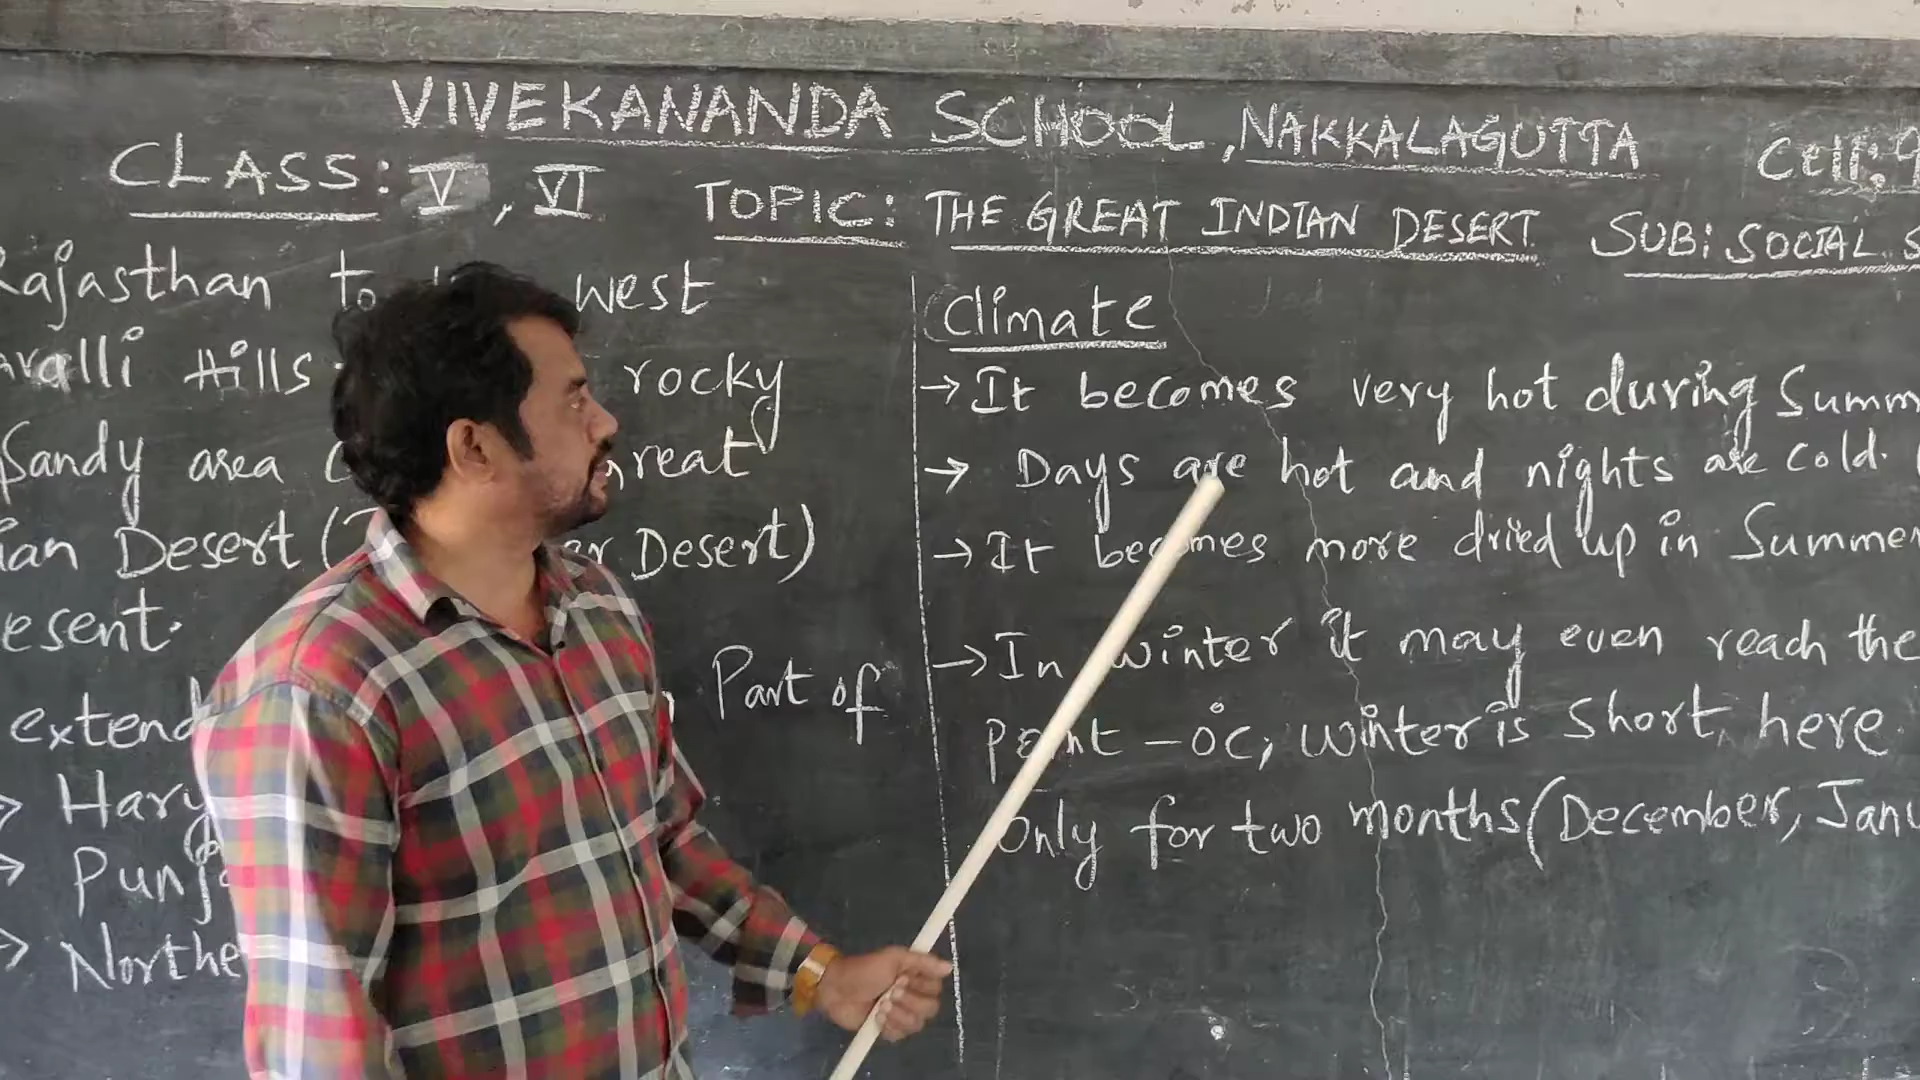 VIVEKANANDA SCHOOL, NAKKALAGUTTA
Cell: 9
CLASS: V, VI
TOPIC: THE GREAT INDIAN DESERT
SUB: SOCIAL S
Rajasthan to west
avalli Hills rocky
Sandy area reat
ian Desert ( er Desert)
esent.
extend Part of
→ Hary
→ Punj
→ Northe
Climate
→ It becomes very hot during Summ
→ Days are hot and nights are cold.
→ It becomes more dried up in Summer
→ In winter it may even reach the
Point - 0°C, winter is short here
Only for two months (December, Janu